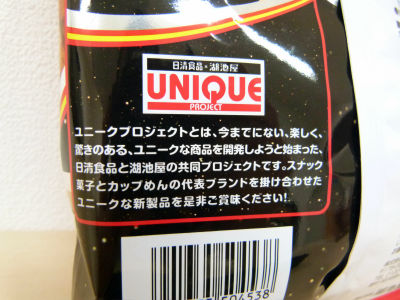 日清食品・湖池屋
UNIQUE
PROJECT
ユニークプロジェクトとは、今までにない、楽しく、
驚きのある、ユニークな商品を開発しようと始まった、
日清食品と湖池屋の共同プロジェクトです。スナック
菓子とカップめんの代表ブランドを掛け合わせた
ユニークな新製品を是非ご賞味ください!
504538